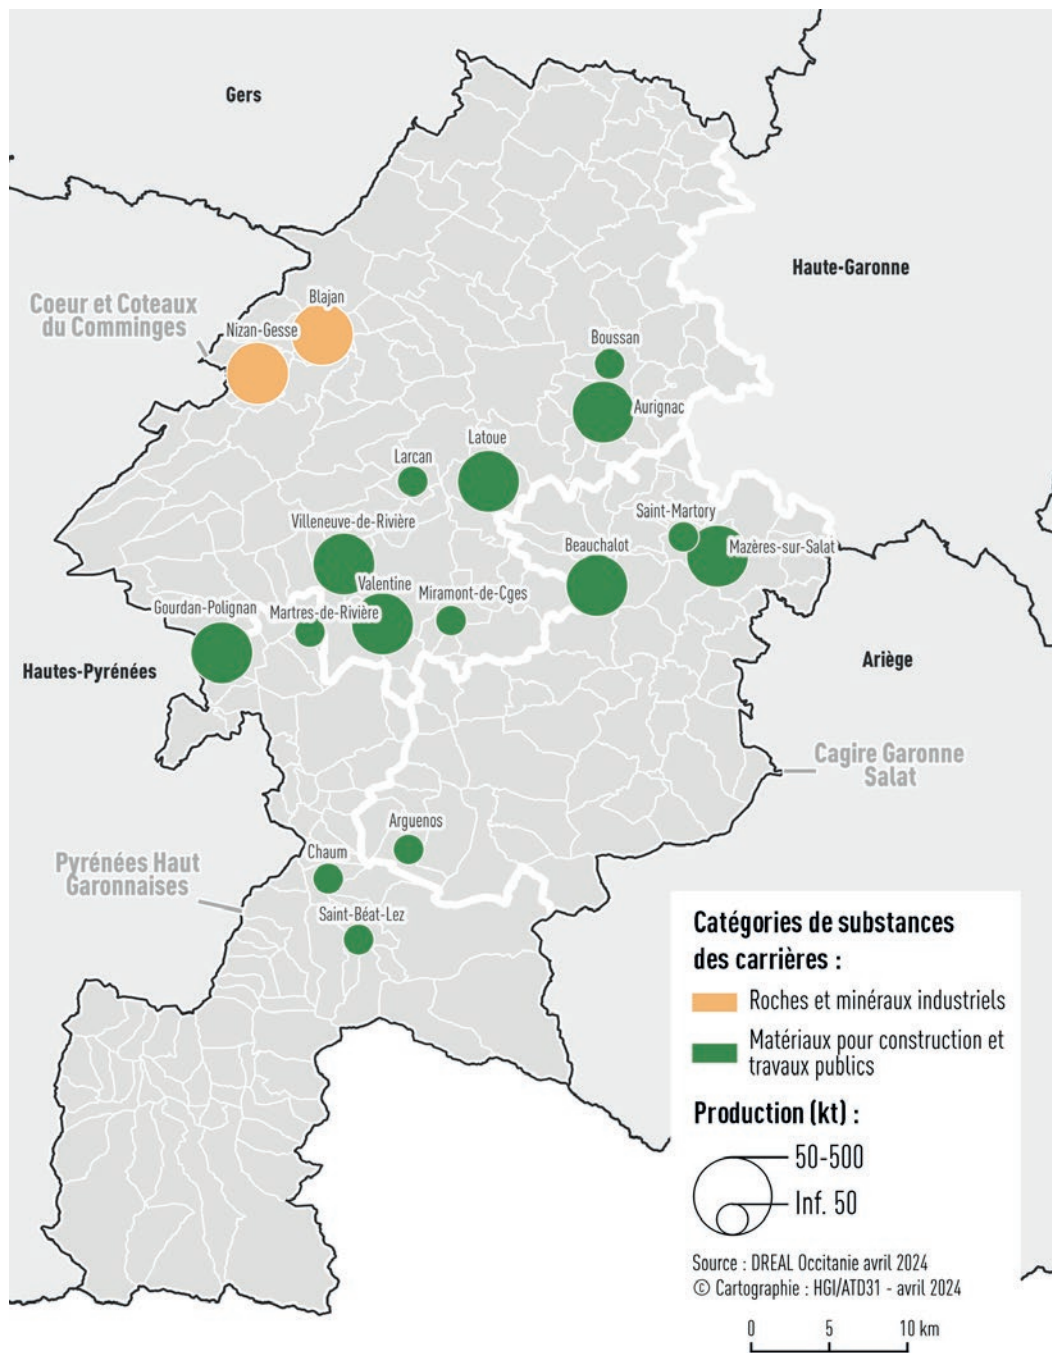 Gers
Haute-Garonne
Coeur et Coteaux
du Comminges
Blajan
Nizan-Gesse
Boussan
Aurignac
Latoue
Larcan
Saint-Martory
Villeneuve-de-Rivière
Beauchalot
Mazères-sur-Salat
Valentine
Miramont-de-Cges
Gourdan-Polignan
Martres-de-Rivière
Hautes-Pyrénées
Ariège
Cagire Garonne
Salat
Arguenos
Chaum
Pyrénées Haut
Garonnaises
Saint-Béat-Lez
Catégories de substances
des carrières :
Roches et minéraux industriels
Matériaux pour construction et
travaux publics
Production (kt) :
50-500
Inf. 50
Source : DREAL Occitanie avril 2024
© Cartographie : HGI/ATD31 - avril 2024
0 5 10 km